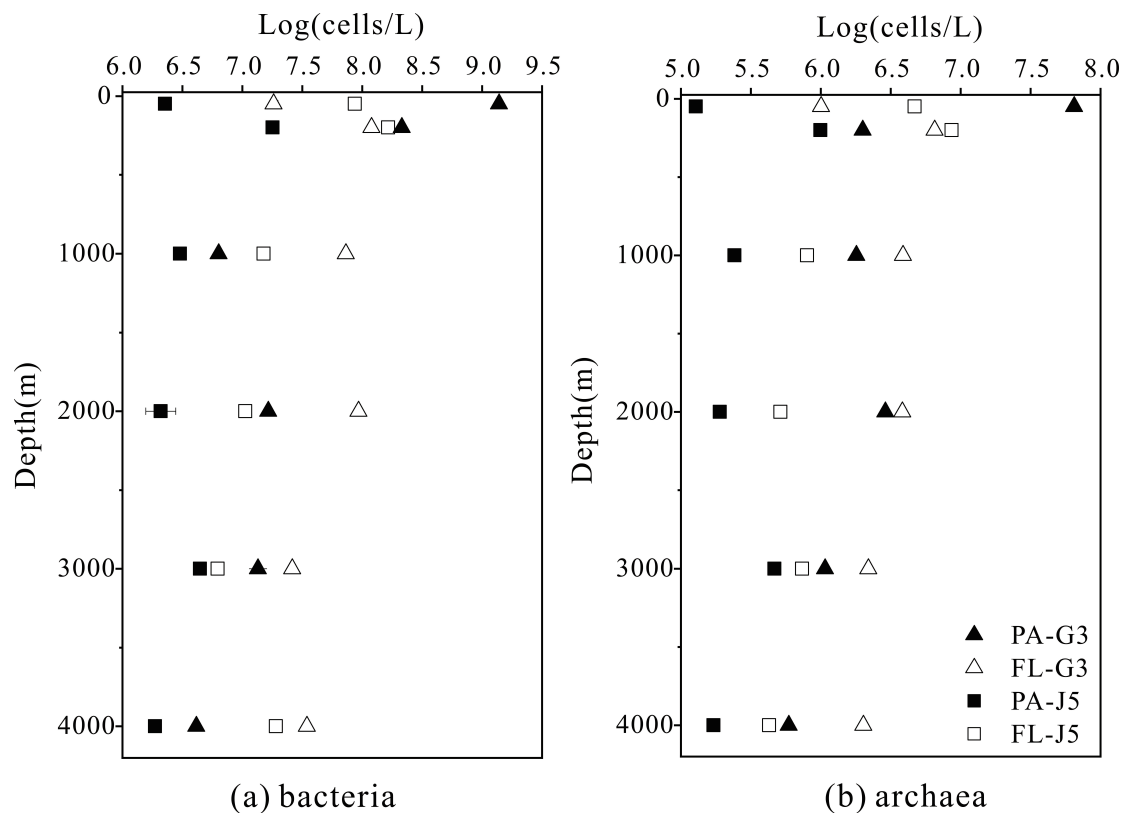 Log(cells/L)
6.0 6.5 7.0 7.5 8.0 8.5 9.0 9.5
0
1000
2000
3000
4000
Depth(m)
(a) bacteria
Log(cells/L)
5.0 5.5 6.0 6.5 7.0 7.5 8.0
0
1000
2000
3000
4000
Depth(m)
PA-G3
FL-G3
PA-J5
FL-J5
(b) archaea